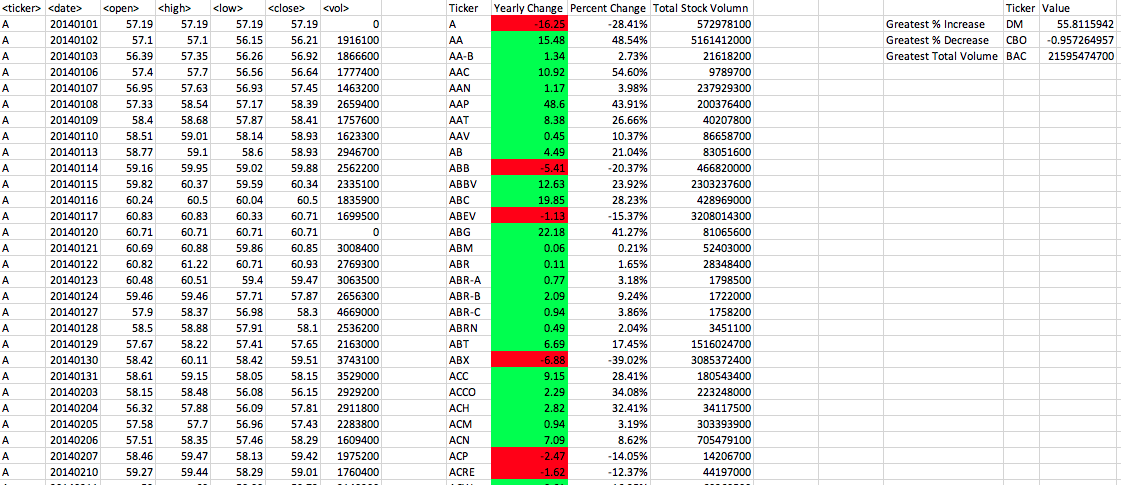 <ticker> <date> <open> <high> <low> <close> <vol> Ticker Yearly Change Percent Change Total Stock Volumn Ticker Value
A 20140101 57.19 57.19 57.19 57.19 0 A -16.25 -28.41% 572978100 Greatest % Increase DM 55.8115942
A 20140102 57.1 57.1 56.15 56.21 1916100 AA 15.48 48.54% 5161412000 Greatest % Decrease CBO -0.957264957
A 20140103 56.39 57.35 56.26 56.92 1866600 AA-B 1.34 2.73% 21618200 Greatest Total Volume BAC 21595474700
A 20140106 57.4 57.7 56.56 56.64 1777400 AAC 10.92 54.60% 9789700
A 20140107 56.95 57.63 56.93 57.45 1463200 AAN 1.17 3.98% 237929300
A 20140108 57.33 58.54 57.17 58.39 2659400 AAP 48.6 43.91% 200376400
A 20140109 58.4 58.68 57.87 58.41 1757600 AAT 8.38 26.66% 40207800
A 20140110 58.51 59.01 58.14 58.93 1623300 AAV 0.45 10.37% 86658700
A 20140113 58.77 59.1 58.6 58.93 2946700 AB 4.49 21.04% 83051600
A 20140114 59.16 59.95 59.02 59.88 2562200 ABB -5.41 -20.37% 466820000
A 20140115 59.82 60.37 59.59 60.34 2335100 ABBV 12.63 23.92% 2303237600
A 20140116 60.24 60.5 60.04 60.5 1835900 ABC 19.85 28.23% 428969000
A 20140117 60.83 60.83 60.33 60.71 1699500 ABEV -1.13 -15.37% 3208014300
A 20140120 60.71 60.71 60.71 60.71 0 ABG 22.18 41.27% 81065600
A 20140121 60.69 60.88 59.86 60.85 3008400 ABM 0.06 0.21% 52403000
A 20140122 60.82 61.22 60.71 60.93 2769300 ABR 0.11 1.65% 28348400
A 20140123 60.48 60.51 59.4 59.47 3063500 ABR-A 0.77 3.18% 1798500
A 20140124 59.46 59.46 57.71 57.87 2656300 ABR-B 2.09 9.24% 1722000
A 20140127 57.9 58.37 56.98 58.3 4669000 ABR-C 0.94 3.86% 1758200
A 20140128 58.5 58.88 57.91 58.1 2536200 ABRN 0.49 2.04% 3451100
A 20140129 57.67 58.22 57.41 57.65 2163000 ABT 6.69 17.45% 1516024700
A 20140130 58.42 60.11 58.42 59.51 3743100 ABX -6.88 -39.02% 3085372400
A 20140131 58.61 59.15 58.05 58.15 3529000 ACC 9.15 28.41% 180543400
A 20140203 58.15 58.48 56.08 56.15 2929200 ACCO 2.29 34.08% 223248000
A 20140204 56.32 57.88 56.09 57.81 2911800 ACH 2.82 32.41% 34117500
A 20140205 57.58 57.7 56.96 57.43 2283800 ACM 0.94 3.19% 303393900
A 20140206 57.51 58.35 57.46 58.29 1609400 ACN 7.09 8.62% 705479100
A 20140207 58.46 59.47 58.13 59.42 1975200 ACP -2.47 -14.05% 14206700
A 20140210 59.27 59.44 58.29 59.01 1760400 ACRE -1.62 -12.37% 44197000